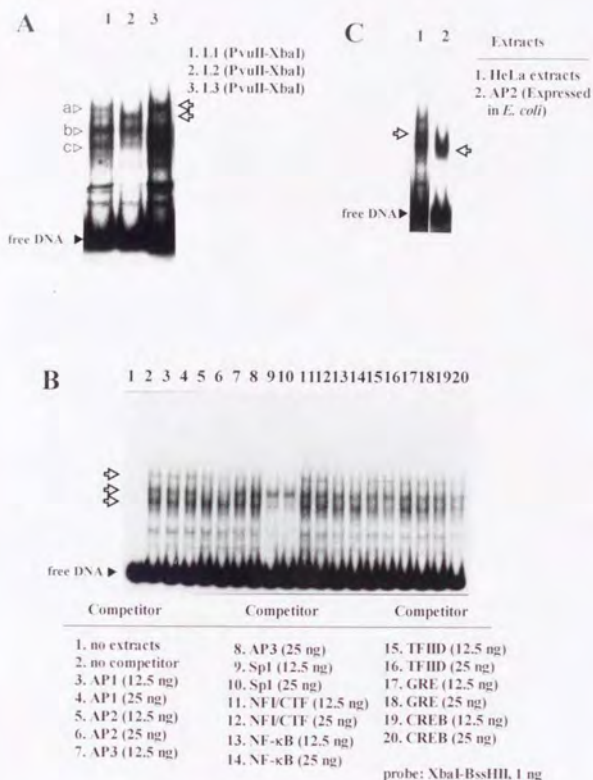 A
1 2 3
1. L1 (PvuII-XbaI)
2. L2 (PvuII-XbaI)
3. L3 (PvuII-XbaI)
a
b
c
free DNA
C
1 2
Extracts
1. HeLa extracts
2. AP2 (Expressed
in E. coli)
free DNA
B
1 2 3 4 5 6 7 8 9 10 11 12 13 14 15 16 17 18 19 20
free DNA
Competitor
1. no extracts
2. no competitor
3. AP1 (12.5 ng)
4. AP1 (25 ng)
5. AP2 (12.5 ng)
6. AP2 (25 ng)
7. AP3 (12.5 ng)
Competitor
8. AP3 (25 ng)
9. Sp1 (12.5 ng)
10. Sp1 (25 ng)
11. NFI/CTF (12.5 ng)
12. NFI/CTF (25 ng)
13. NF-κB (12.5 ng)
14. NF-κB (25 ng)
Competitor
15. TFIID (12.5 ng)
16. TFIID (25 ng)
17. GRE (12.5 ng)
18. GRE (25 ng)
19. CREB (12.5 ng)
20. CREB (25 ng)
probe: XbaI-BssHII, 1 ng